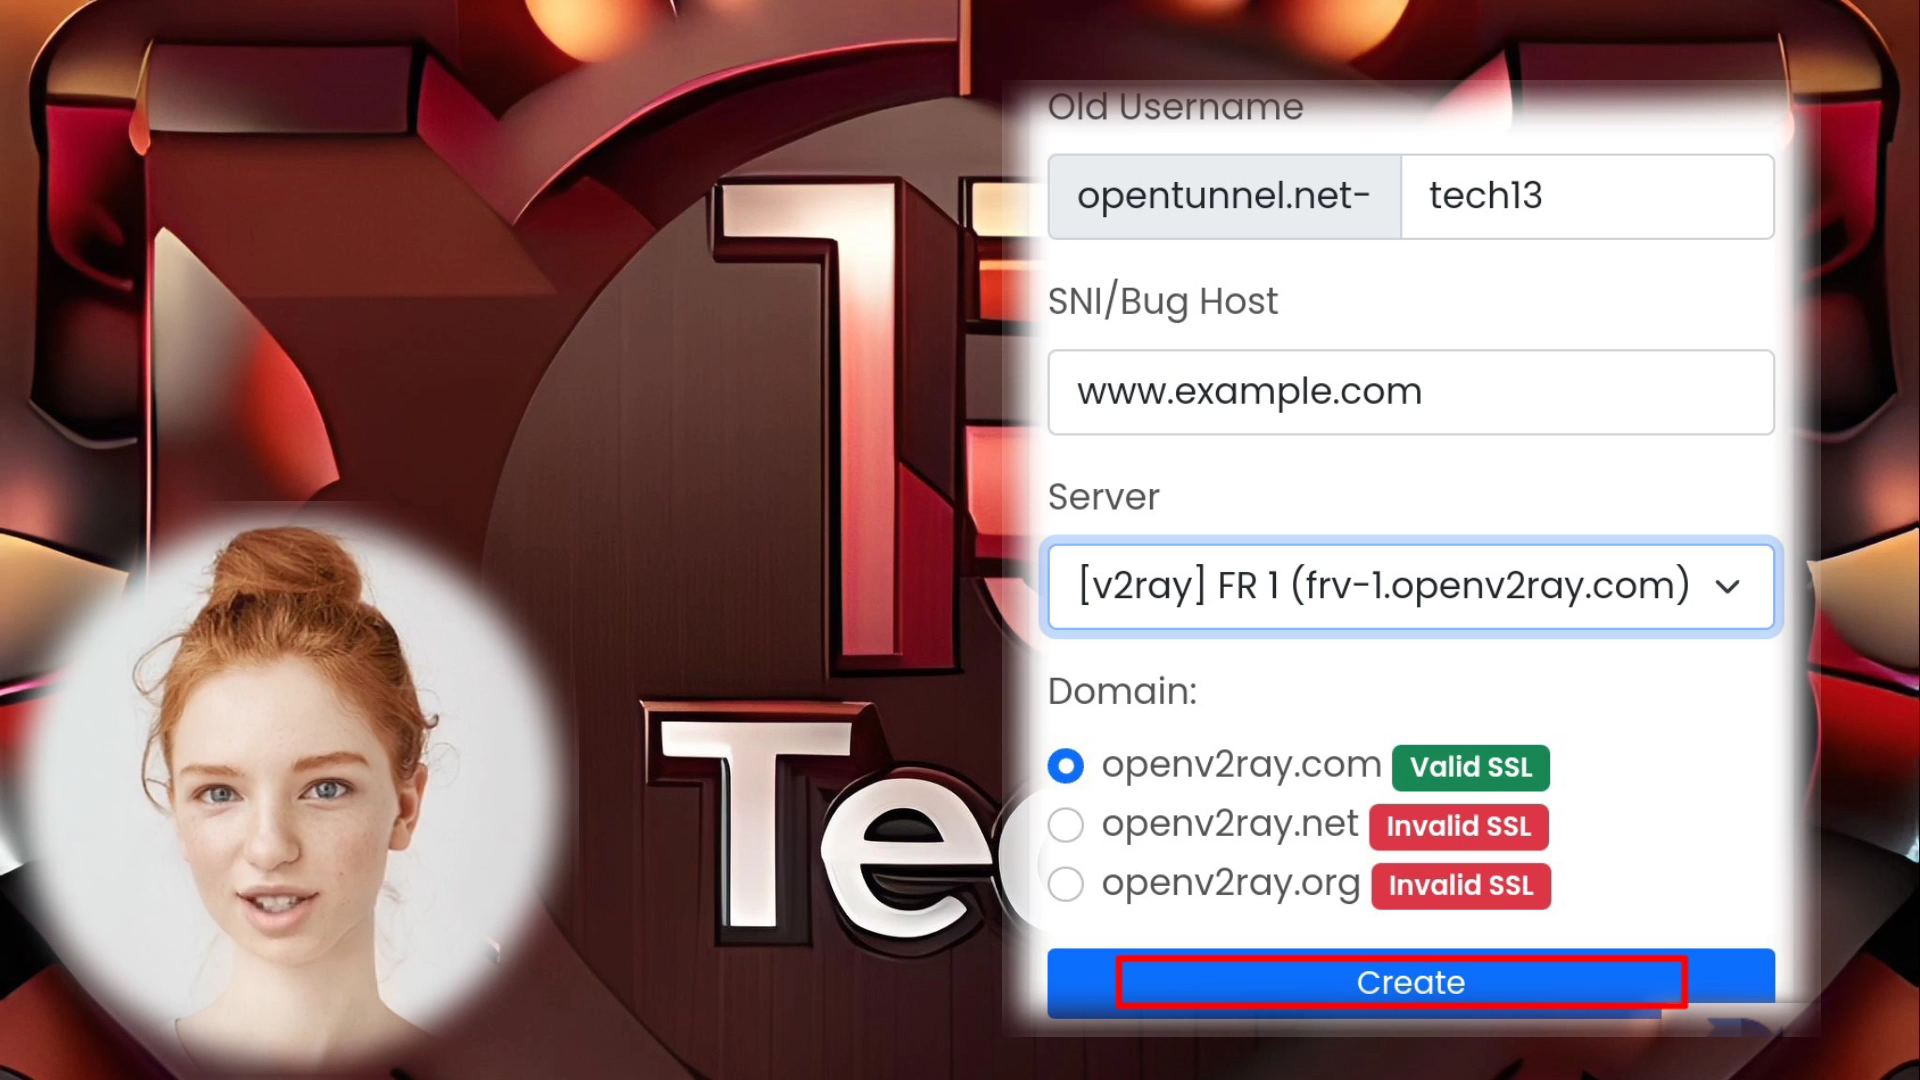 Old Username
opentunnel.net- tech13
SNI/Bug Host
www.example.com
Server
[v2ray] FR 1 (frv-1.openv2ray.com)
Domain:
openv2ray.com Valid SSL
openv2ray.net Invalid SSL
openv2ray.org Invalid SSL
Create